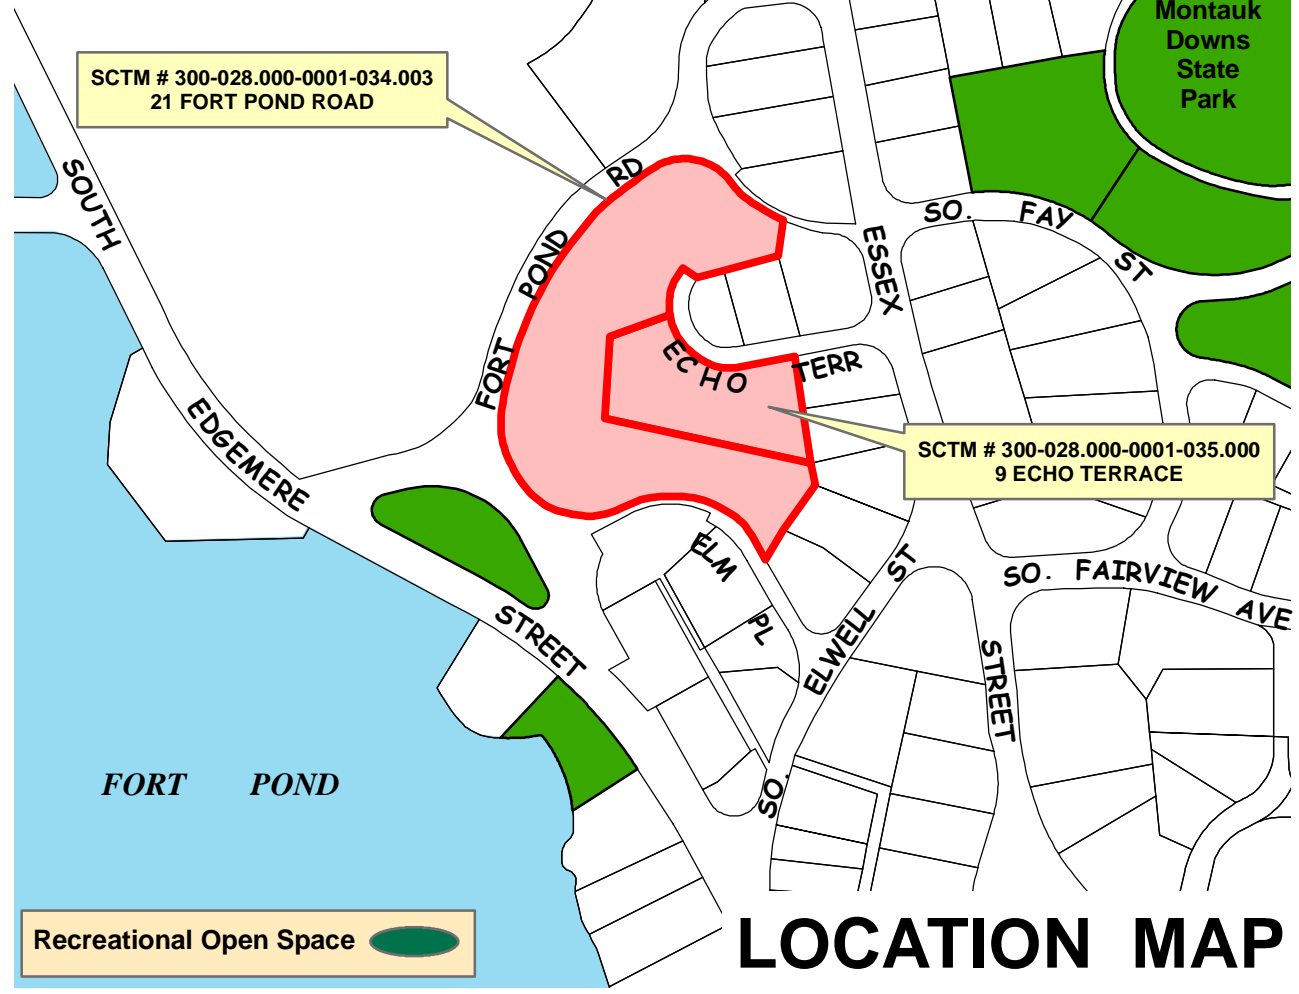 Montauk
Downs
State
Park
SCTM # 300-028.000-0001-034.003
21 FORT POND ROAD
SOUTH
EDGEMERE
STREET
FORT
POND
RD
SO.
FAY
ST
ESSEX
ECHO
TERR
SCTM # 300-028.000-0001-035.000
9 ECHO TERRACE
ELM
PL
SO.
ELWELL
ST
SO. FAIRVIEW AVE
STREET
FORT POND
Recreational Open Space
LOCATION MAP